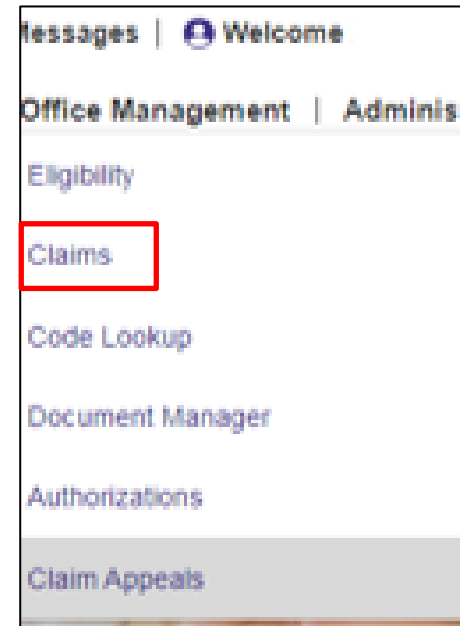 lessages | Welcome
Office Management | Adminis
Eligibility
Claims
Code Lookup
Document Manager
Authorizations
Claim Appeals